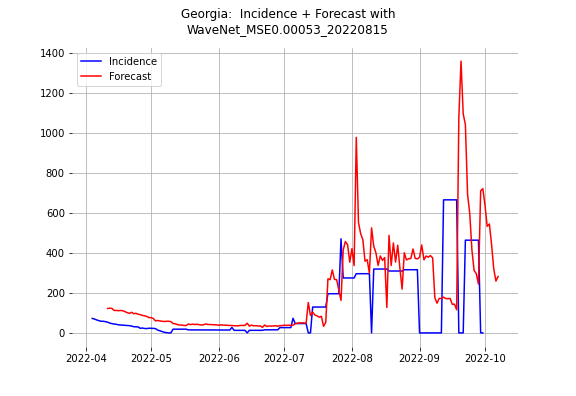 Georgia:  Incidence + Forecast with
WaveNet_MSE0.00053_20220815
Incidence
Forecast
1400
1200
1000
800
600
400
200
0
2022-04 2022-05 2022-06 2022-07 2022-08 2022-09 2022-10